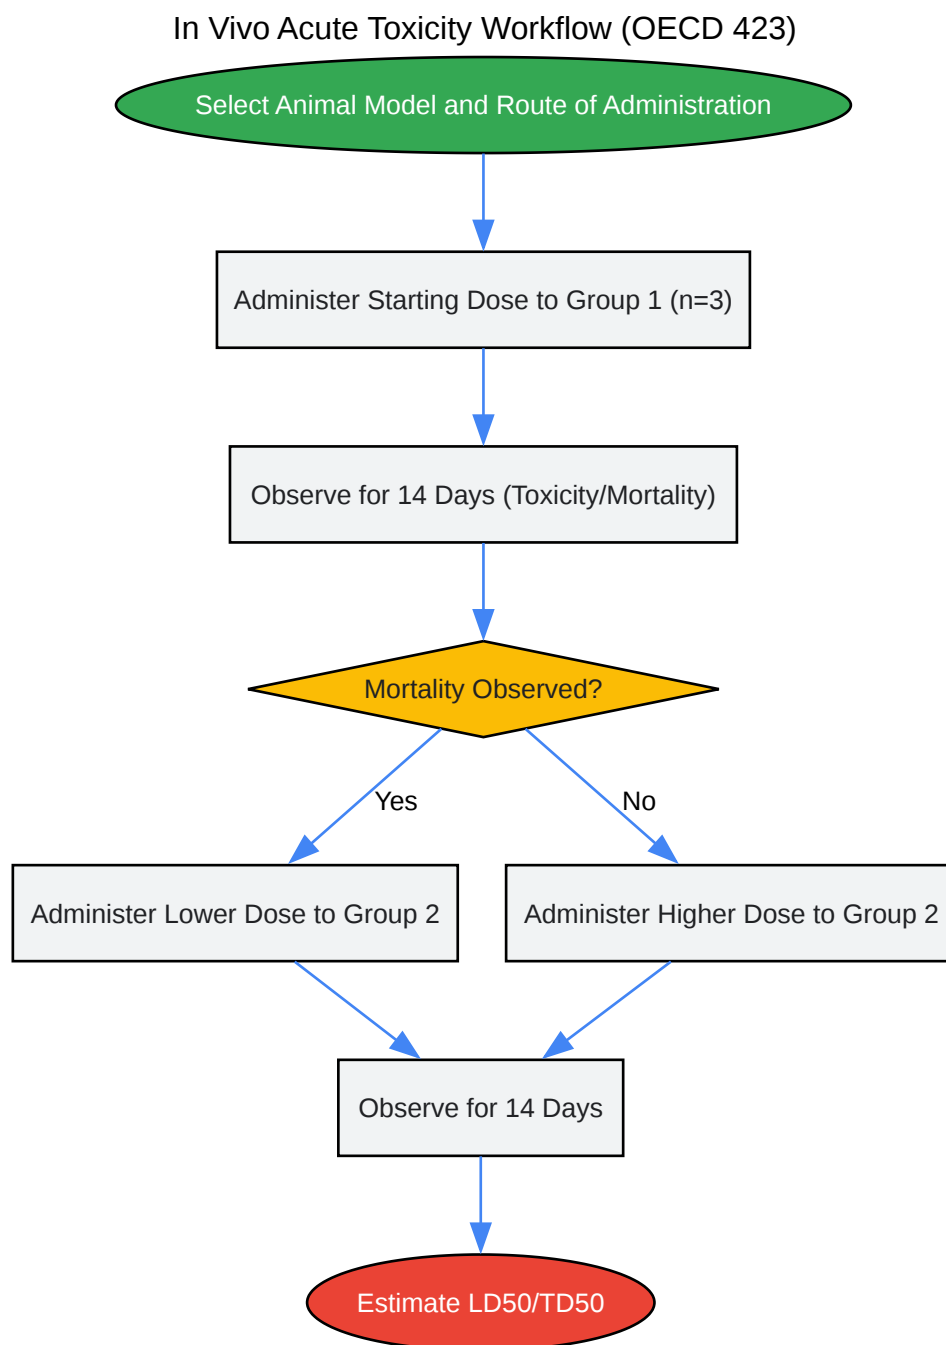 In Vivo Acute Toxicity Workflow (OECD 423)
Select Animal Model and Route of Administration
Administer Starting Dose to Group 1 (n=3)
Observe for 14 Days (Toxicity/Mortality)
Mortality Observed?
Yes
No
Administer Lower Dose to Group 2
Administer Higher Dose to Group 2
Observe for 14 Days
Estimate LD50/TD50